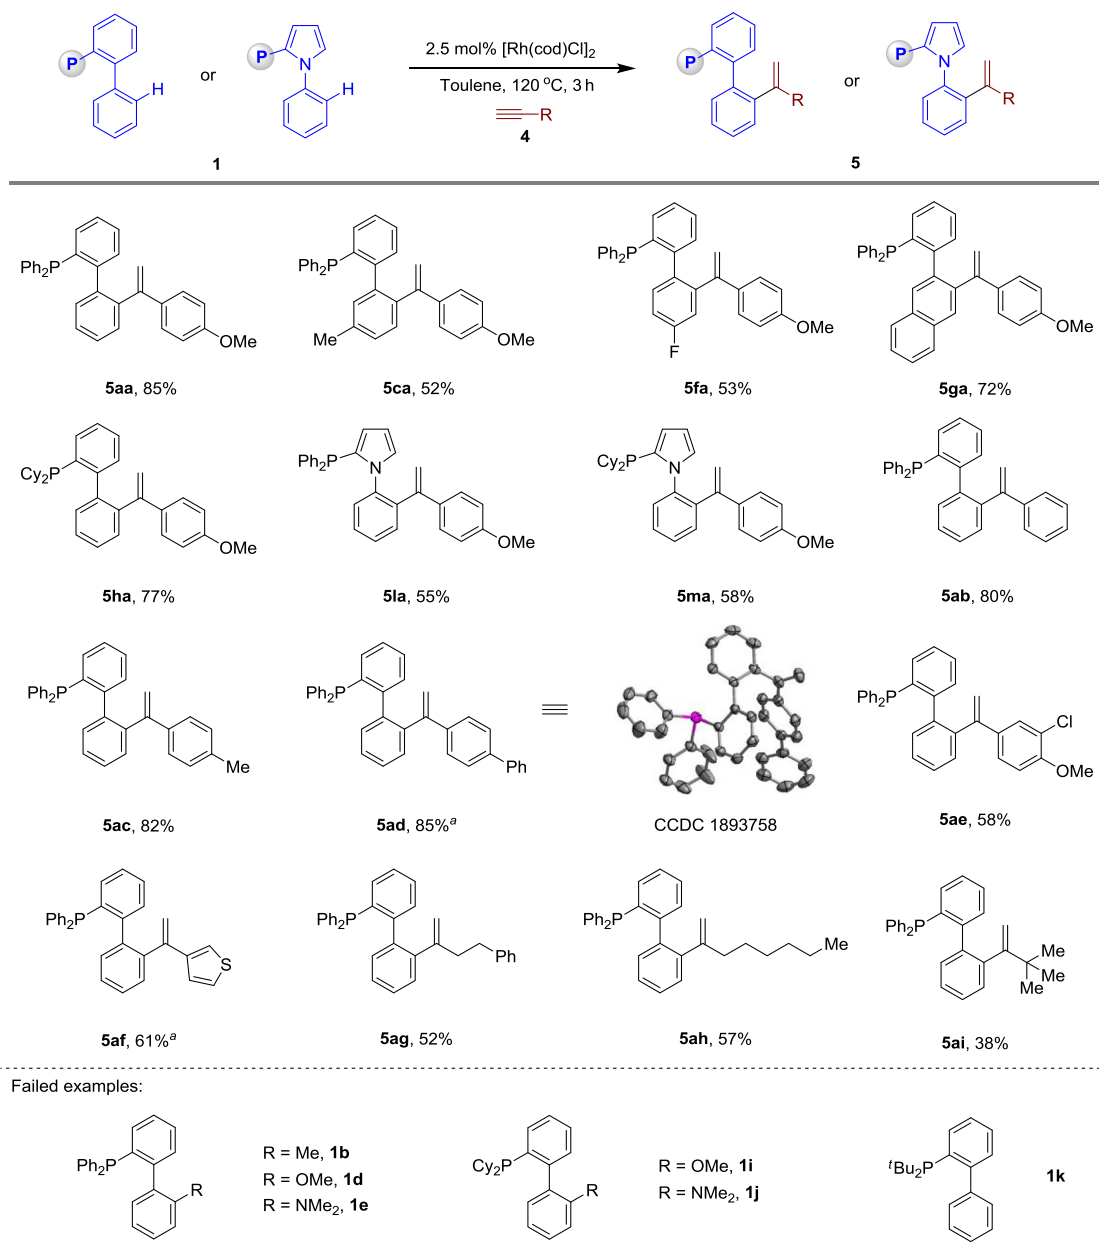 P
H
or
P
N
H
2.5 mol% [Rh(cod)Cl]2
Toulene, 120 oC, 3 h
R
4
P
R
or
P
N
R
1
5
Ph2P
OMe
5aa, 85%
Ph2P
Me
OMe
5ca, 52%
Ph2P
F
OMe
5fa, 53%
Ph2P
OMe
5ga, 72%
Cy2P
OMe
5ha, 77%
Ph2P
N
OMe
5la, 55%
Cy2P
N
OMe
5ma, 58%
Ph2P
5ab, 80%
Ph2P
Me
5ac, 82%
Ph2P
Ph
5ad, 85%a
CCDC 1893758
Ph2P
Cl
OMe
5ae, 58%
Ph2P
S
5af, 61%a
Ph2P
Ph
5ag, 52%
Ph2P
Me
5ah, 57%
Ph2P
Me
Me
Me
5ai, 38%
Failed examples:
Ph2P
R
R = Me, 1b
R = OMe, 1d
R = NMe2, 1e
Cy2P
R
R = OMe, 1i
R = NMe2, 1j
tBu2P
1k